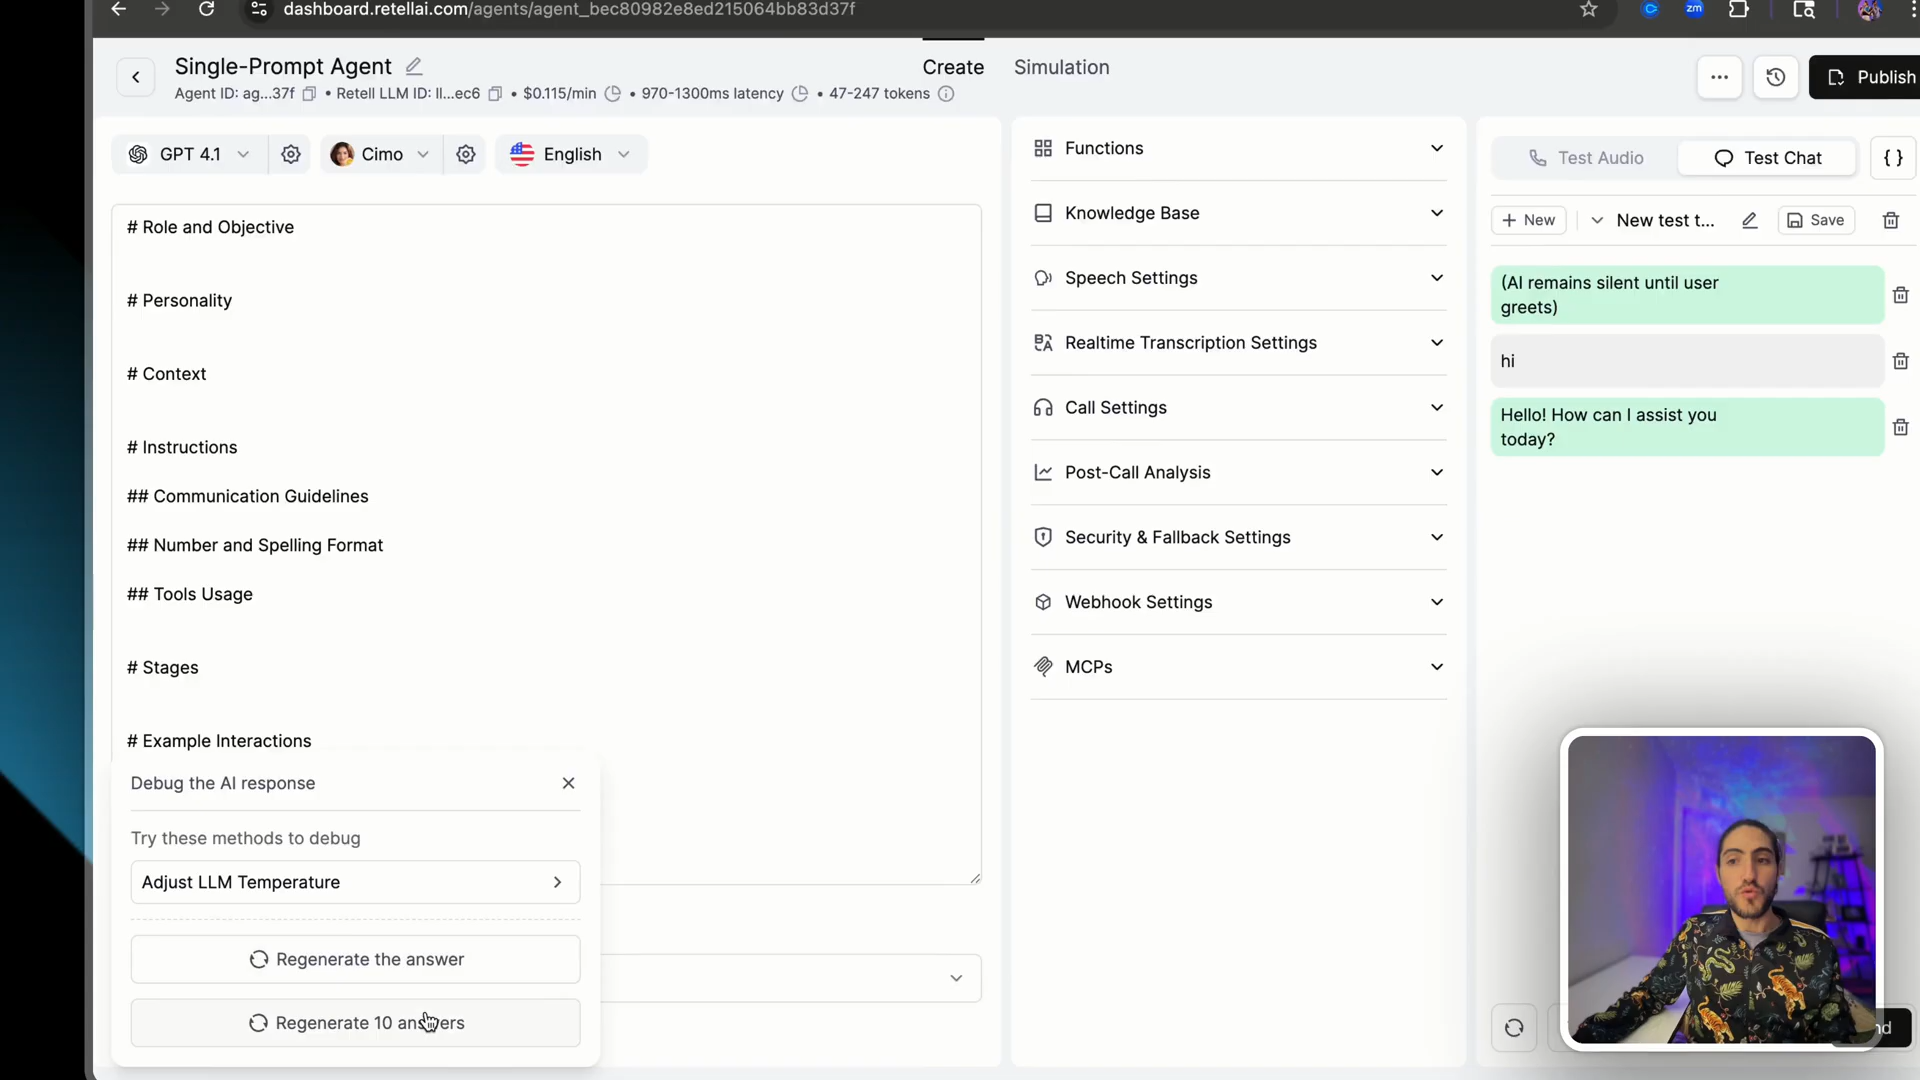 dashboard.retellai.com/agents/agent_bec80982e8ed215064bb83d37f
Single-Prompt Agent
Create
Simulation
Agent ID: ag...37f • Retell LLM ID: ll...ec6 • $0.115/min • 970-1300ms latency • 47-247 tokens
Publish
GPT 4.1
Cimo
English
# Role and Objective
# Personality
# Context
# Instructions
## Communication Guidelines
## Number and Spelling Format
## Tools Usage
# Stages
# Example Interactions
Debug the AI response
Try these methods to debug
Adjust LLM Temperature
Regenerate the answer
Regenerate 10 answers
Functions
Knowledge Base
Speech Settings
Realtime Transcription Settings
Call Settings
Post-Call Analysis
Security & Fallback Settings
Webhook Settings
MCPs
Test Audio
Test Chat
{ }
+ New
New test t...
Save
(AI remains silent until user
greets)
hi
Hello! How can I assist you
today?